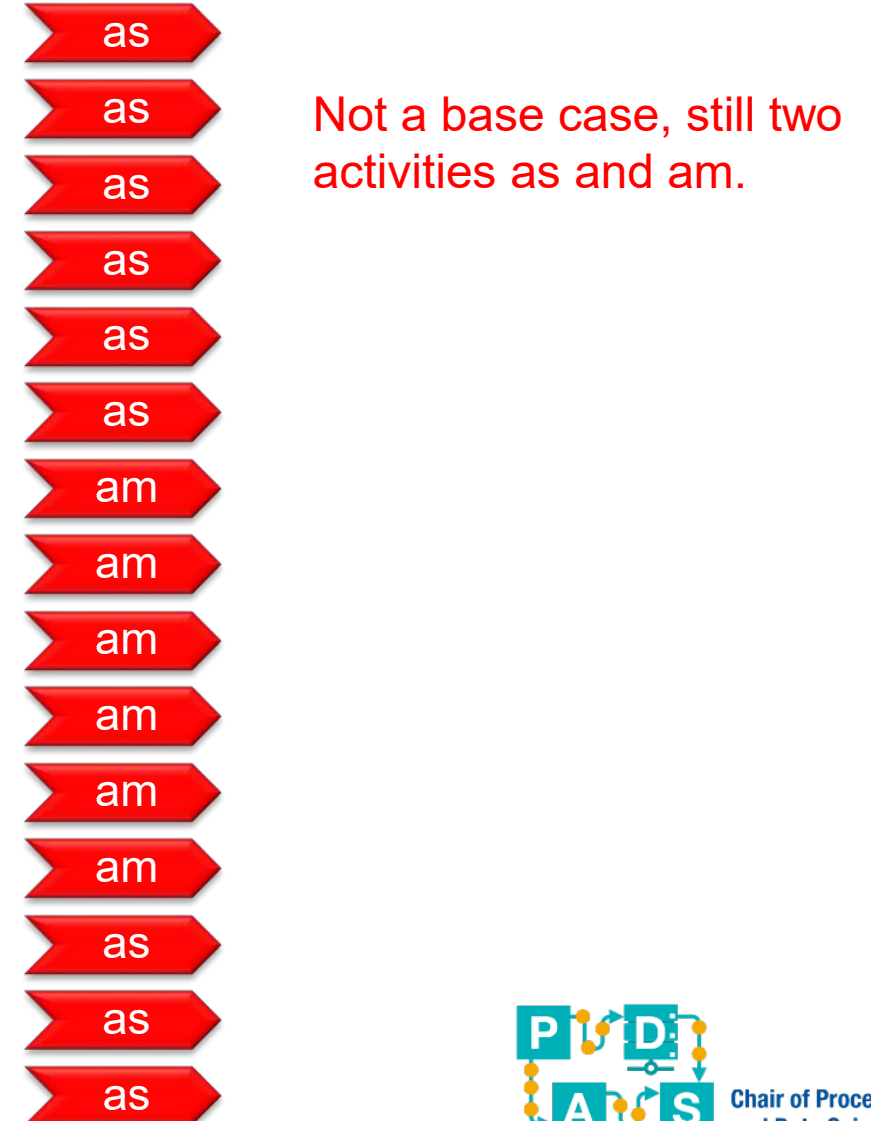 as
as
Not a base case, still two
activities as and am.
as
as
as
as
am
am
am
am
am
am
as
as
as
P D
A S
Chair of Proce